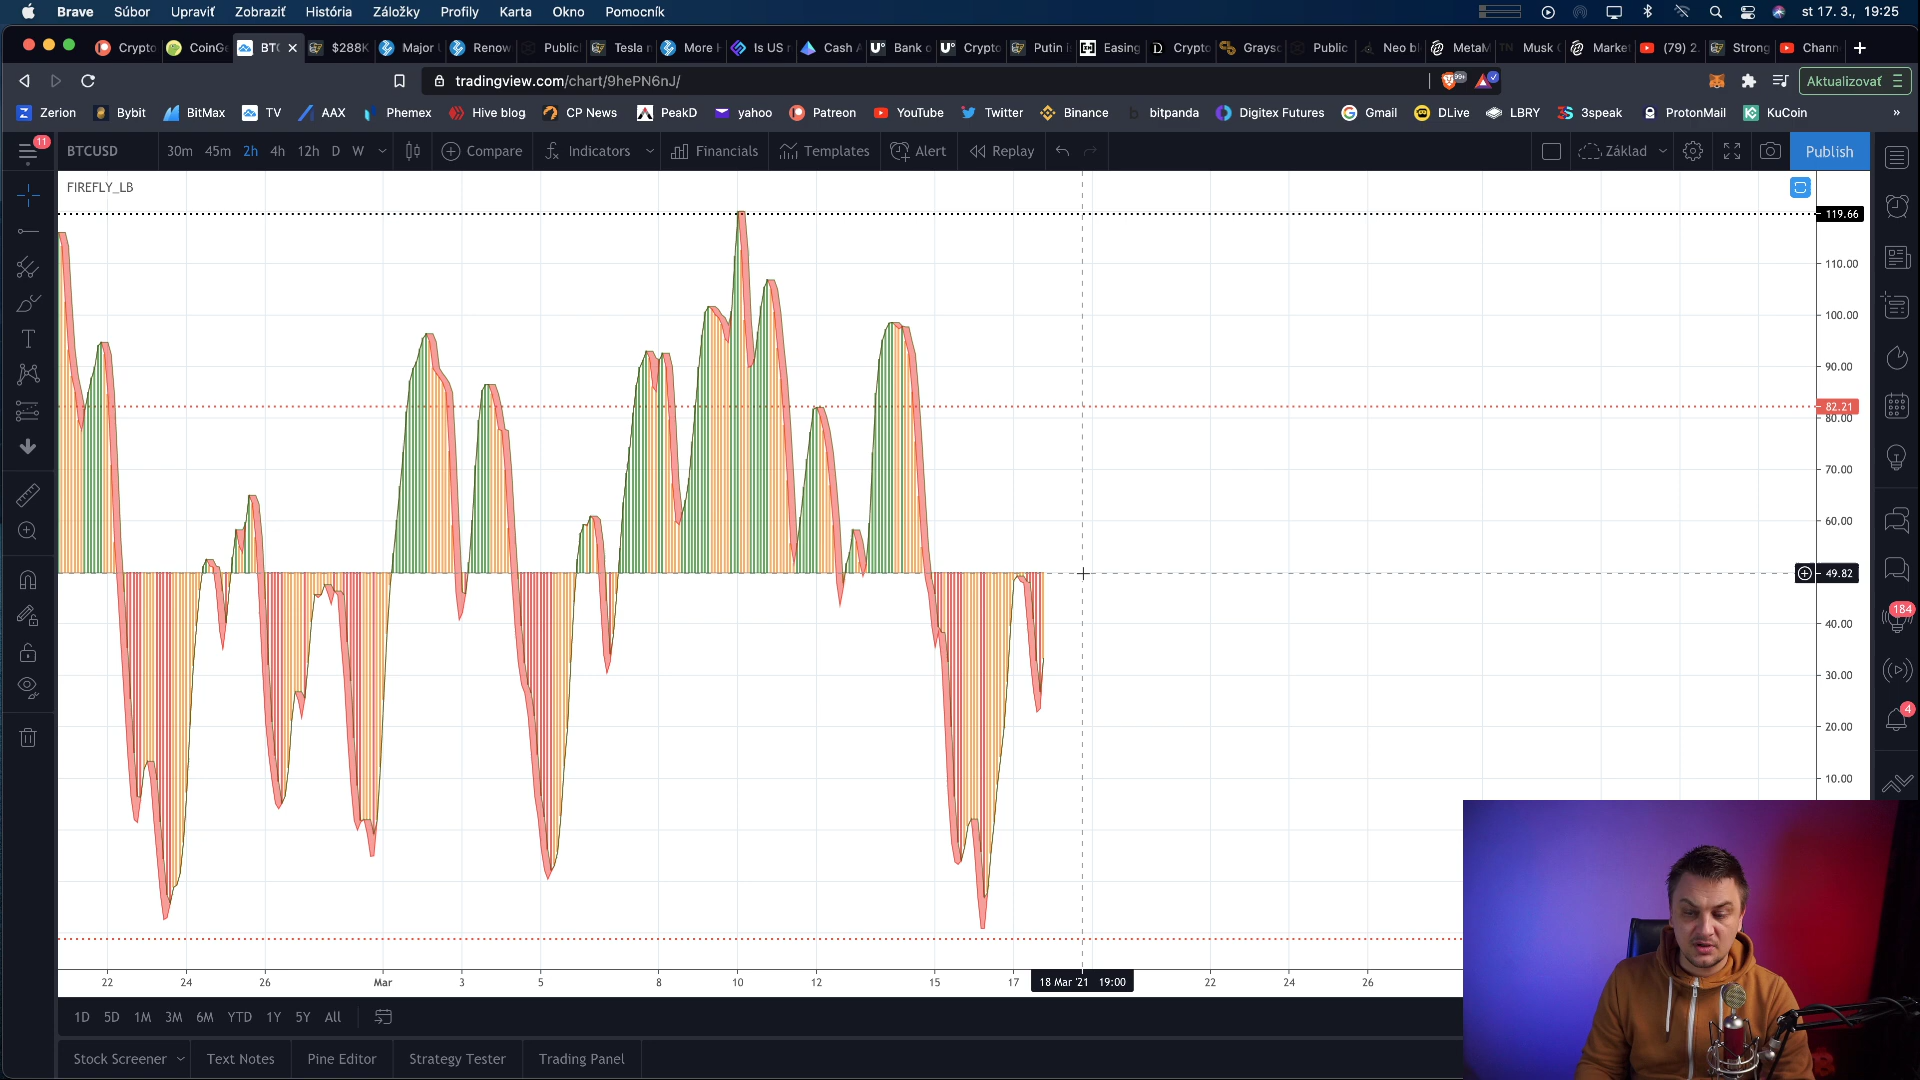 Brave Súbor Upraviť Zobraziť História Záložky Profily Karta Okno Pomocník st 17. 3., 19:25
Crypto CoinG BTC $288K Major Renow Public Tesla More Is US Cash Bank o Crypto Putin Easing Crypto Graysc Public Neo bl MetaM Musk Market (79) 2. Strong Chann
tradingview.com/chart/9hePN6nJ/ 99+ Aktualizovať
Zerion Bybit BitMax TV AAX Phemex Hive blog CP News PeakD yahoo Patreon YouTube Twitter Binance bitpanda Digitex Futures Gmail DLive LBRY 3speak ProtonMail KuCoin »
11 BTCUSD 30m 45m 2h 4h 12h D W Compare Indicators Financials Templates Alert Replay Základ Publish
FIREFLY_LB
119.66
110.00
100.00
90.00
82.21
80.00
70.00
60.00
49.82
40.00
30.00
20.00
10.00
184
4
22 24 26 Mar 3 5 8 10 12 15 17 18 Mar '21 19:00 22 24 26
1D 5D 1M 3M 6M YTD 1Y 5Y All
Stock Screener Text Notes Pine Editor Strategy Tester Trading Panel